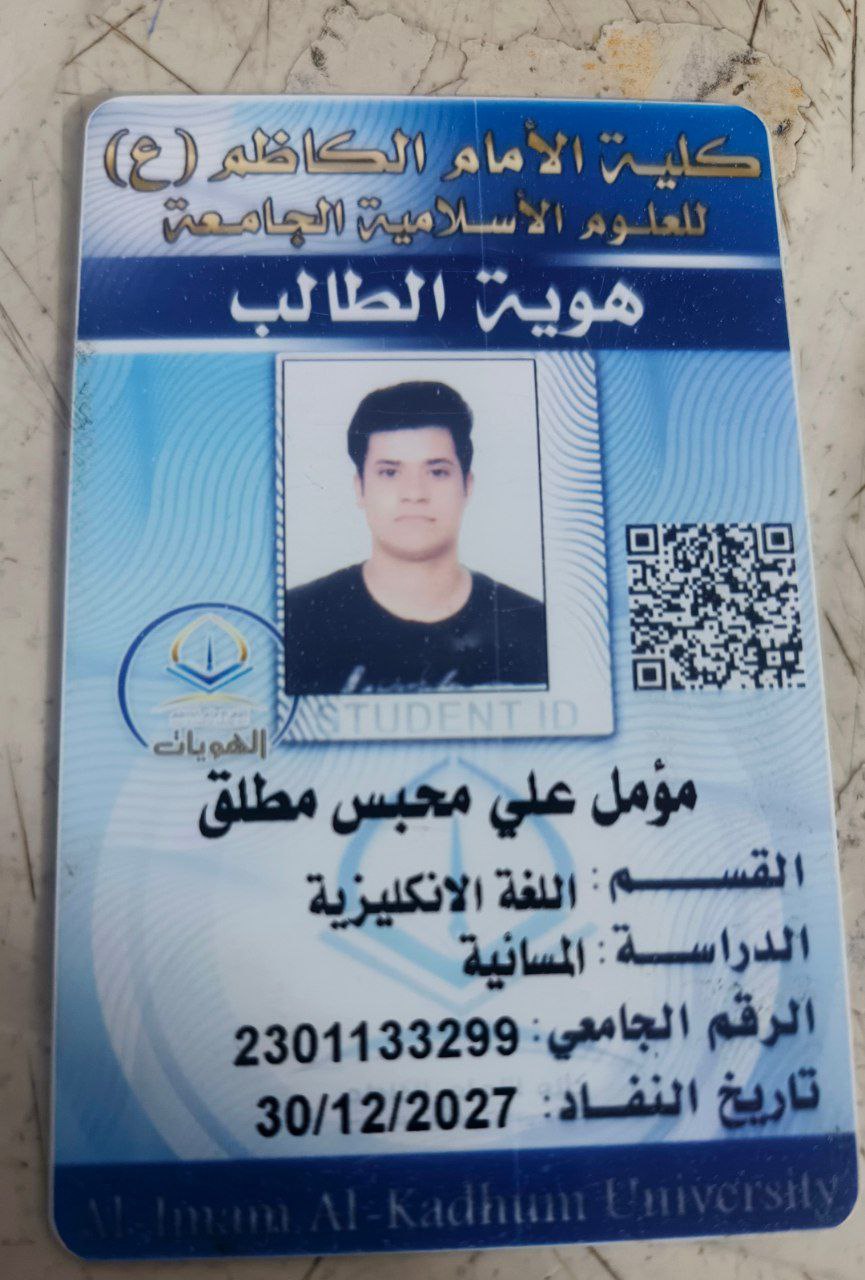 كلية الأمام الكاظم (ع)
للعلوم الأسلامية الجامعة
هوية الطالب
STUDENT ID
الهويات
مؤمل علي محبس مطلق
القسم : اللغة الانكليزية
الدراسة : المسائية
الرقم الجامعي : 2301133299
تاريخ النفاد : 30/12/2027
Al-Imam Al-Kadhum University